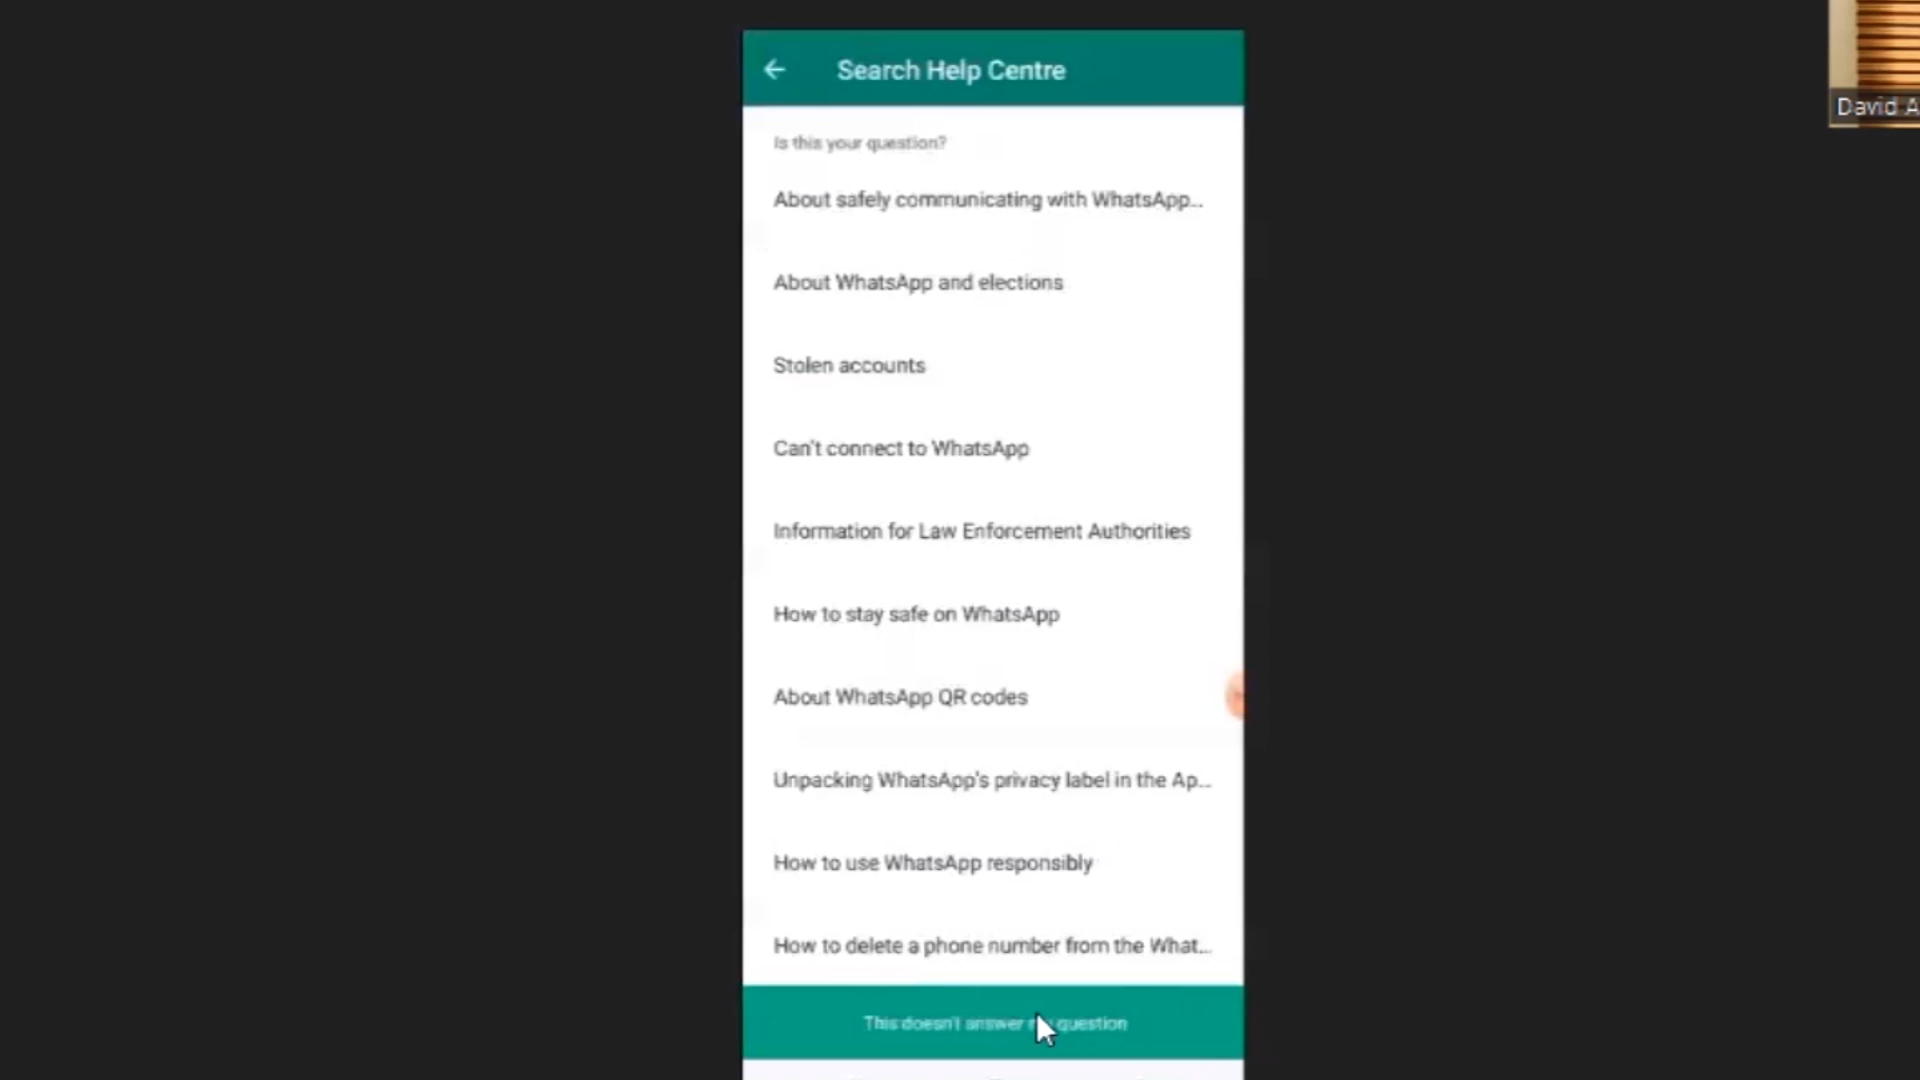 Search Help Centre
David A
Is this your question?
About safely communicating with WhatsApp...
About WhatsApp and elections
Stolen accounts
Can't connect to WhatsApp
Information for Law Enforcement Authorities
How to stay safe on WhatsApp
About WhatsApp QR codes
Unpacking WhatsApp's privacy label in the Ap...
How to use WhatsApp responsibly
How to delete a phone number from the What...
This doesn't answer my question